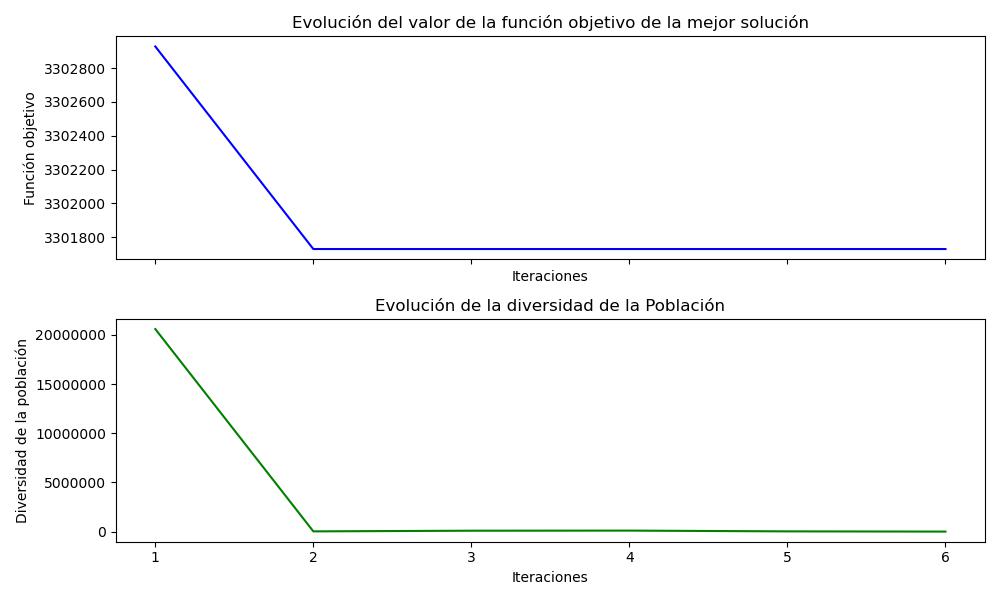 Evolución del valor de la función objetivo de la mejor solución
Función objetivo
3302800
3302600
3302400
3302200
3302000
3301800
Iteraciones
Evolución de la diversidad de la Población
Diversidad de la población
20000000
15000000
10000000
5000000
0
1 2 3 4 5 6
Iteraciones